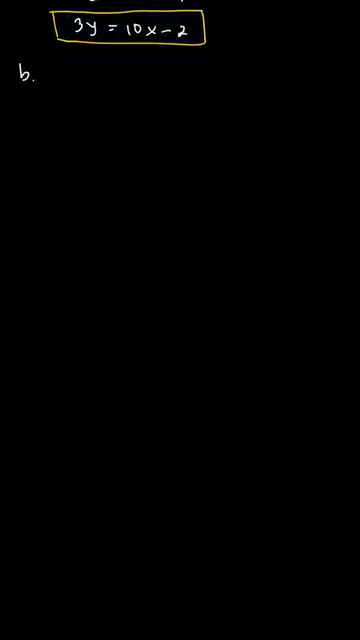 3y = 10x - 2
b.